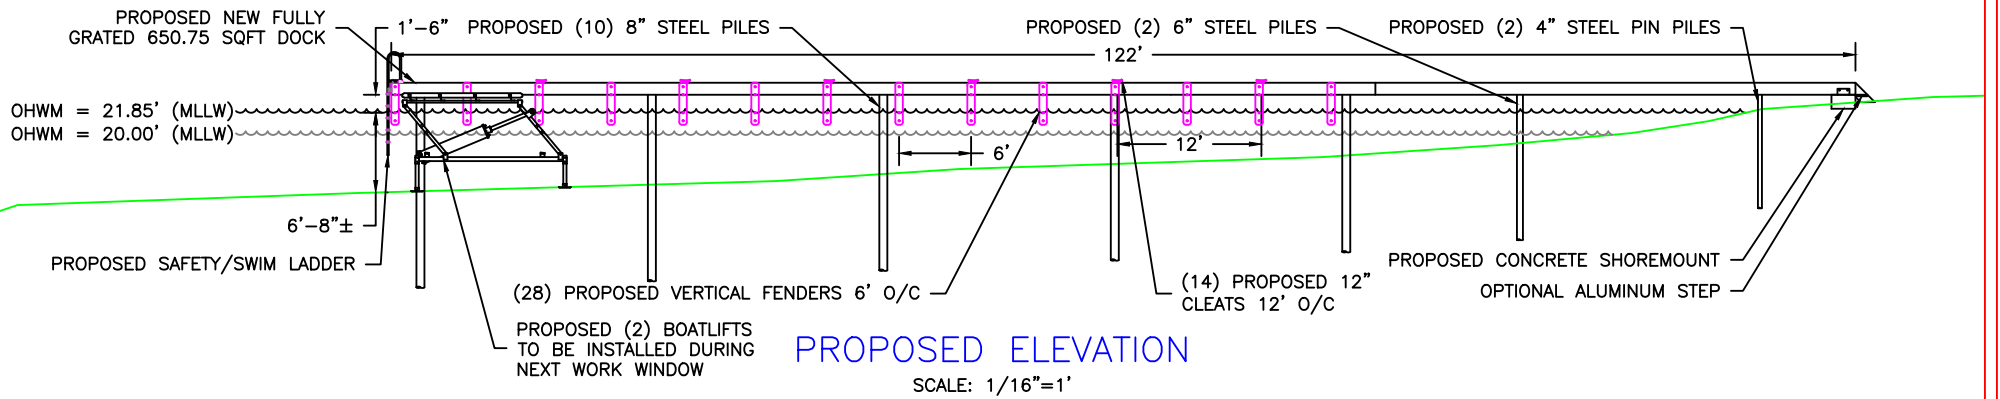 PROPOSED NEW FULLY
GRATED 650.75 SQFT DOCK
1'-6"
PROPOSED (10) 8" STEEL PILES
PROPOSED (2) 6" STEEL PILES
PROPOSED (2) 4" STEEL PIN PILES
122'
OHWM = 21.85' (MLLW)
OHWM = 20.00' (MLLW)
6'
12'
6'-8"±
PROPOSED SAFETY/SWIM LADDER
(28) PROPOSED VERTICAL FENDERS 6' O/C
(14) PROPOSED 12"
CLEATS 12' O/C
PROPOSED CONCRETE SHOREMOUNT
OPTIONAL ALUMINUM STEP
PROPOSED (2) BOATLIFTS
TO BE INSTALLED DURING
NEXT WORK WINDOW
PROPOSED ELEVATION
SCALE: 1/16"=1'